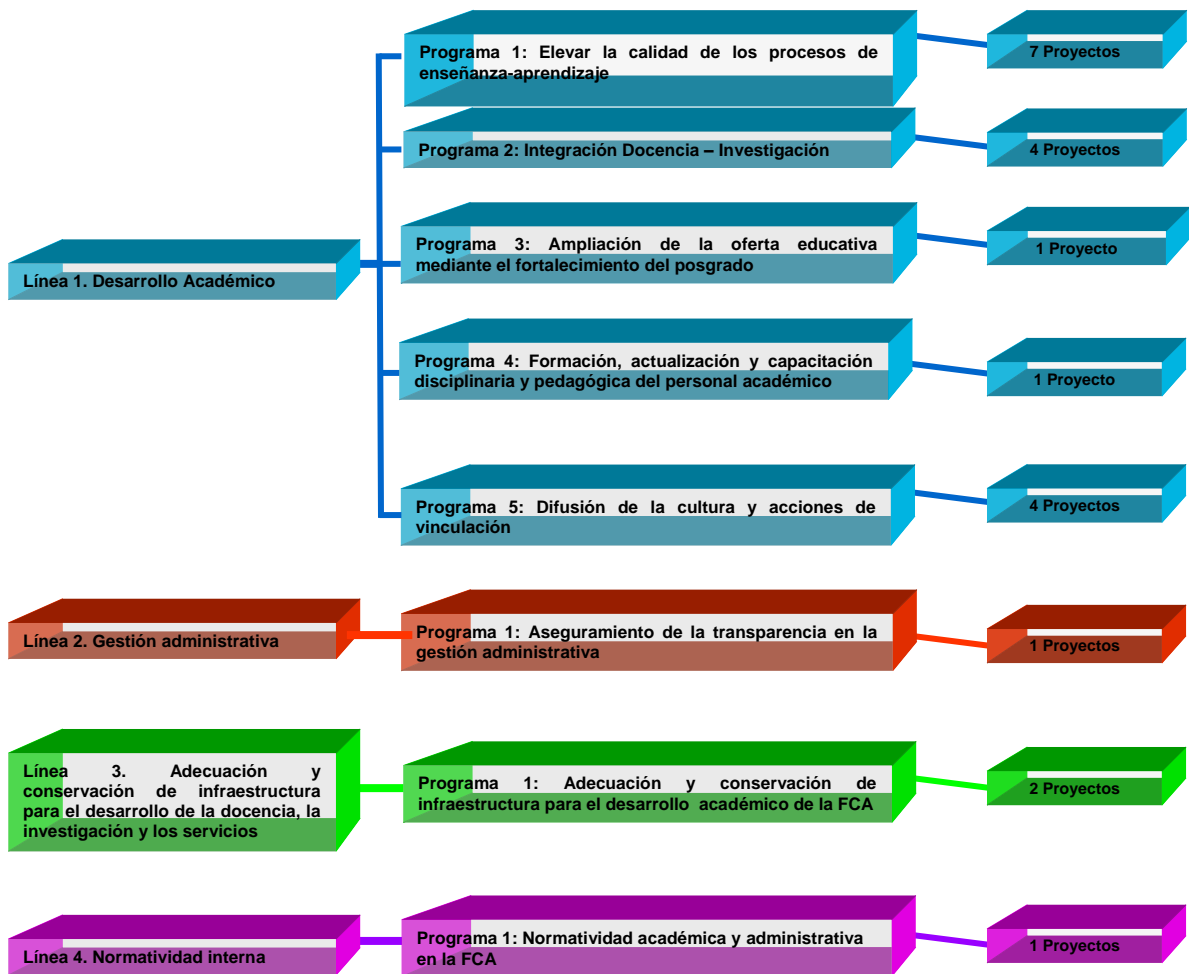 Programa 1: Elevar la calidad de los procesos de
enseñanza-aprendizaje
7 Proyectos
Programa 2: Integración Docencia – Investigación
4 Proyectos
Línea 1. Desarrollo Académico
Programa 3: Ampliación de la oferta educativa
mediante el fortalecimiento del posgrado
1 Proyecto
Programa 4: Formación, actualización y capacitación
disciplinaria y pedagógica del personal académico
1 Proyecto
Programa 5: Difusión de la cultura y acciones de
vinculación
4 Proyectos
Línea 2. Gestión administrativa
Programa 1: Aseguramiento de la transparencia en la
gestión administrativa
1 Proyectos
Línea 3. Adecuación y
conservación de infraestructura
para el desarrollo de la docencia, la
investigación y los servicios
Programa 1: Adecuación y conservación de
infraestructura para el desarrollo académico de la FCA
2 Proyectos
Línea 4. Normatividad interna
Programa 1: Normatividad académica y administrativa
en la FCA
1 Proyectos